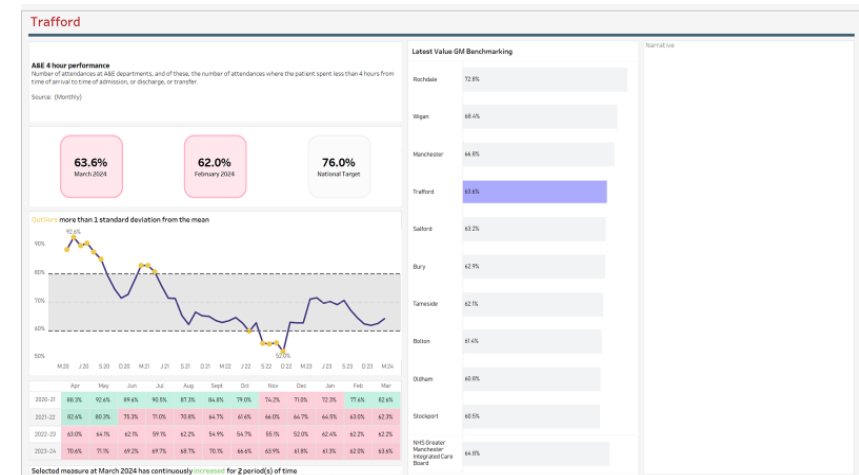 Trafford
A&E 4 hour performance
Number of attendances at A&E departments, and of these, the number of attendances where the patient spent less than 4 hours from
time of arrival to time of admission, or discharge, or transfer.
Source: (Monthly)
63.6%
March 2024
62.0%
February 2024
76.0%
National Target
Outliers more than 1 standard deviation from the mean
92.6%
90%
80%
70%
60%
50%
52.0%
M20 J20 S20 D20 M21 J21 S21 D21 M22 J22 S22 D22 M23 J23 S23 D23 M24
Apr May Jun Jul Aug Sept Oct Nov Dec Jan Feb Mar
2020-21 88.3% 92.6% 89.6% 90.5% 87.3% 84.8% 79.0% 74.2% 71.0% 72.3% 77.6% 82.6%
2021-22 82.6% 80.3% 75.3% 71.0% 70.8% 64.7% 61.6% 66.0% 64.7% 64.5% 63.0% 62.3%
2022-23 63.0% 64.1% 62.1% 59.1% 62.2% 54.9% 54.7% 55.1% 52.0% 62.4% 62.2% 62.2%
2023-24 70.6% 71.1% 69.2% 69.7% 68.7% 70.1% 66.6% 63.9% 61.8% 61.3% 62.0% 63.6%
Selected measure at March 2024 has continuously increased for 2 period(s) of time
Latest Value GM Benchmarking
Rochdale 72.8%
Wigan 68.4%
Manchester 66.8%
Trafford 63.6%
Salford 63.2%
Bury 62.9%
Tameside 62.1%
Bolton 61.4%
Oldham 60.8%
Stockport 60.5%
NHS Greater
Manchester
Integrated Care
Board
64.8%
Narrative